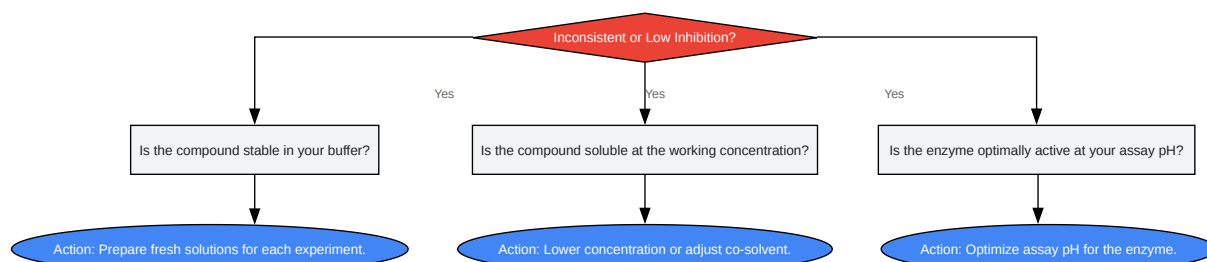 Inconsistent or Low Inhibition?
Yes
Yes
Yes
Is the compound stable in your buffer?
Is the compound soluble at the working concentration?
Is the enzyme optimally active at your assay pH?
Action: Prepare fresh solutions for each experiment.
Action: Lower concentration or adjust co-solvent.
Action: Optimize assay pH for the enzyme.